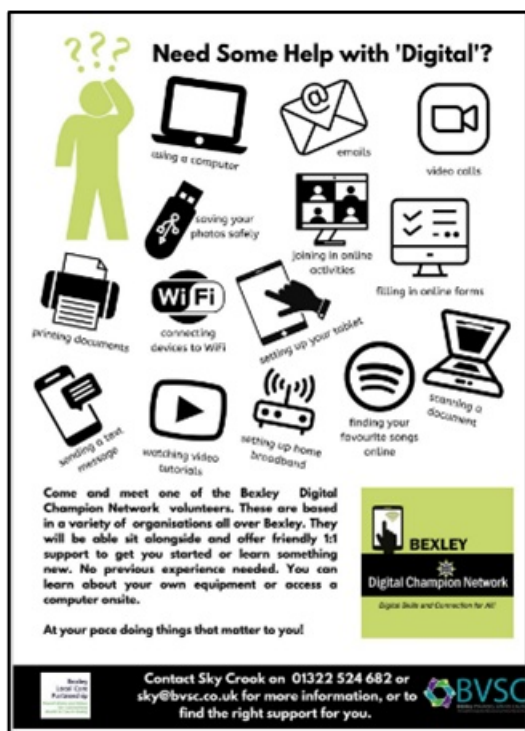 ???
Need Some Help with 'Digital'?
using a computer
@
emails
video calls
saving your
photos safely
joining in online
activities
filling in online forms
printing documents
WiFi
connecting
devices to WiFi
setting up your tablet
scanning a
document
sending a text
message
watching video
tutorials
setting up home
broadband
finding your
favourite songs
online
Come and meet one of the Bexley Digital
Champion Network volunteers. These are based
in a variety of organisations all over Bexley. They
will be able sit alongside and offer friendly 1:1
support to get you started or learn something
new. No previous experience needed. You can
learn about your own equipment or access a
computer onsite.
At your pace doing things that matter to you!
BEXLEY
Digital Champion Network
Digital Skills and Connection for All!
Bexley
Local Care
Partnership
Contact Sky Crook on 01322 524 682 or
sky@bvsc.co.uk for more information, or to
find the right support for you.
BVSC